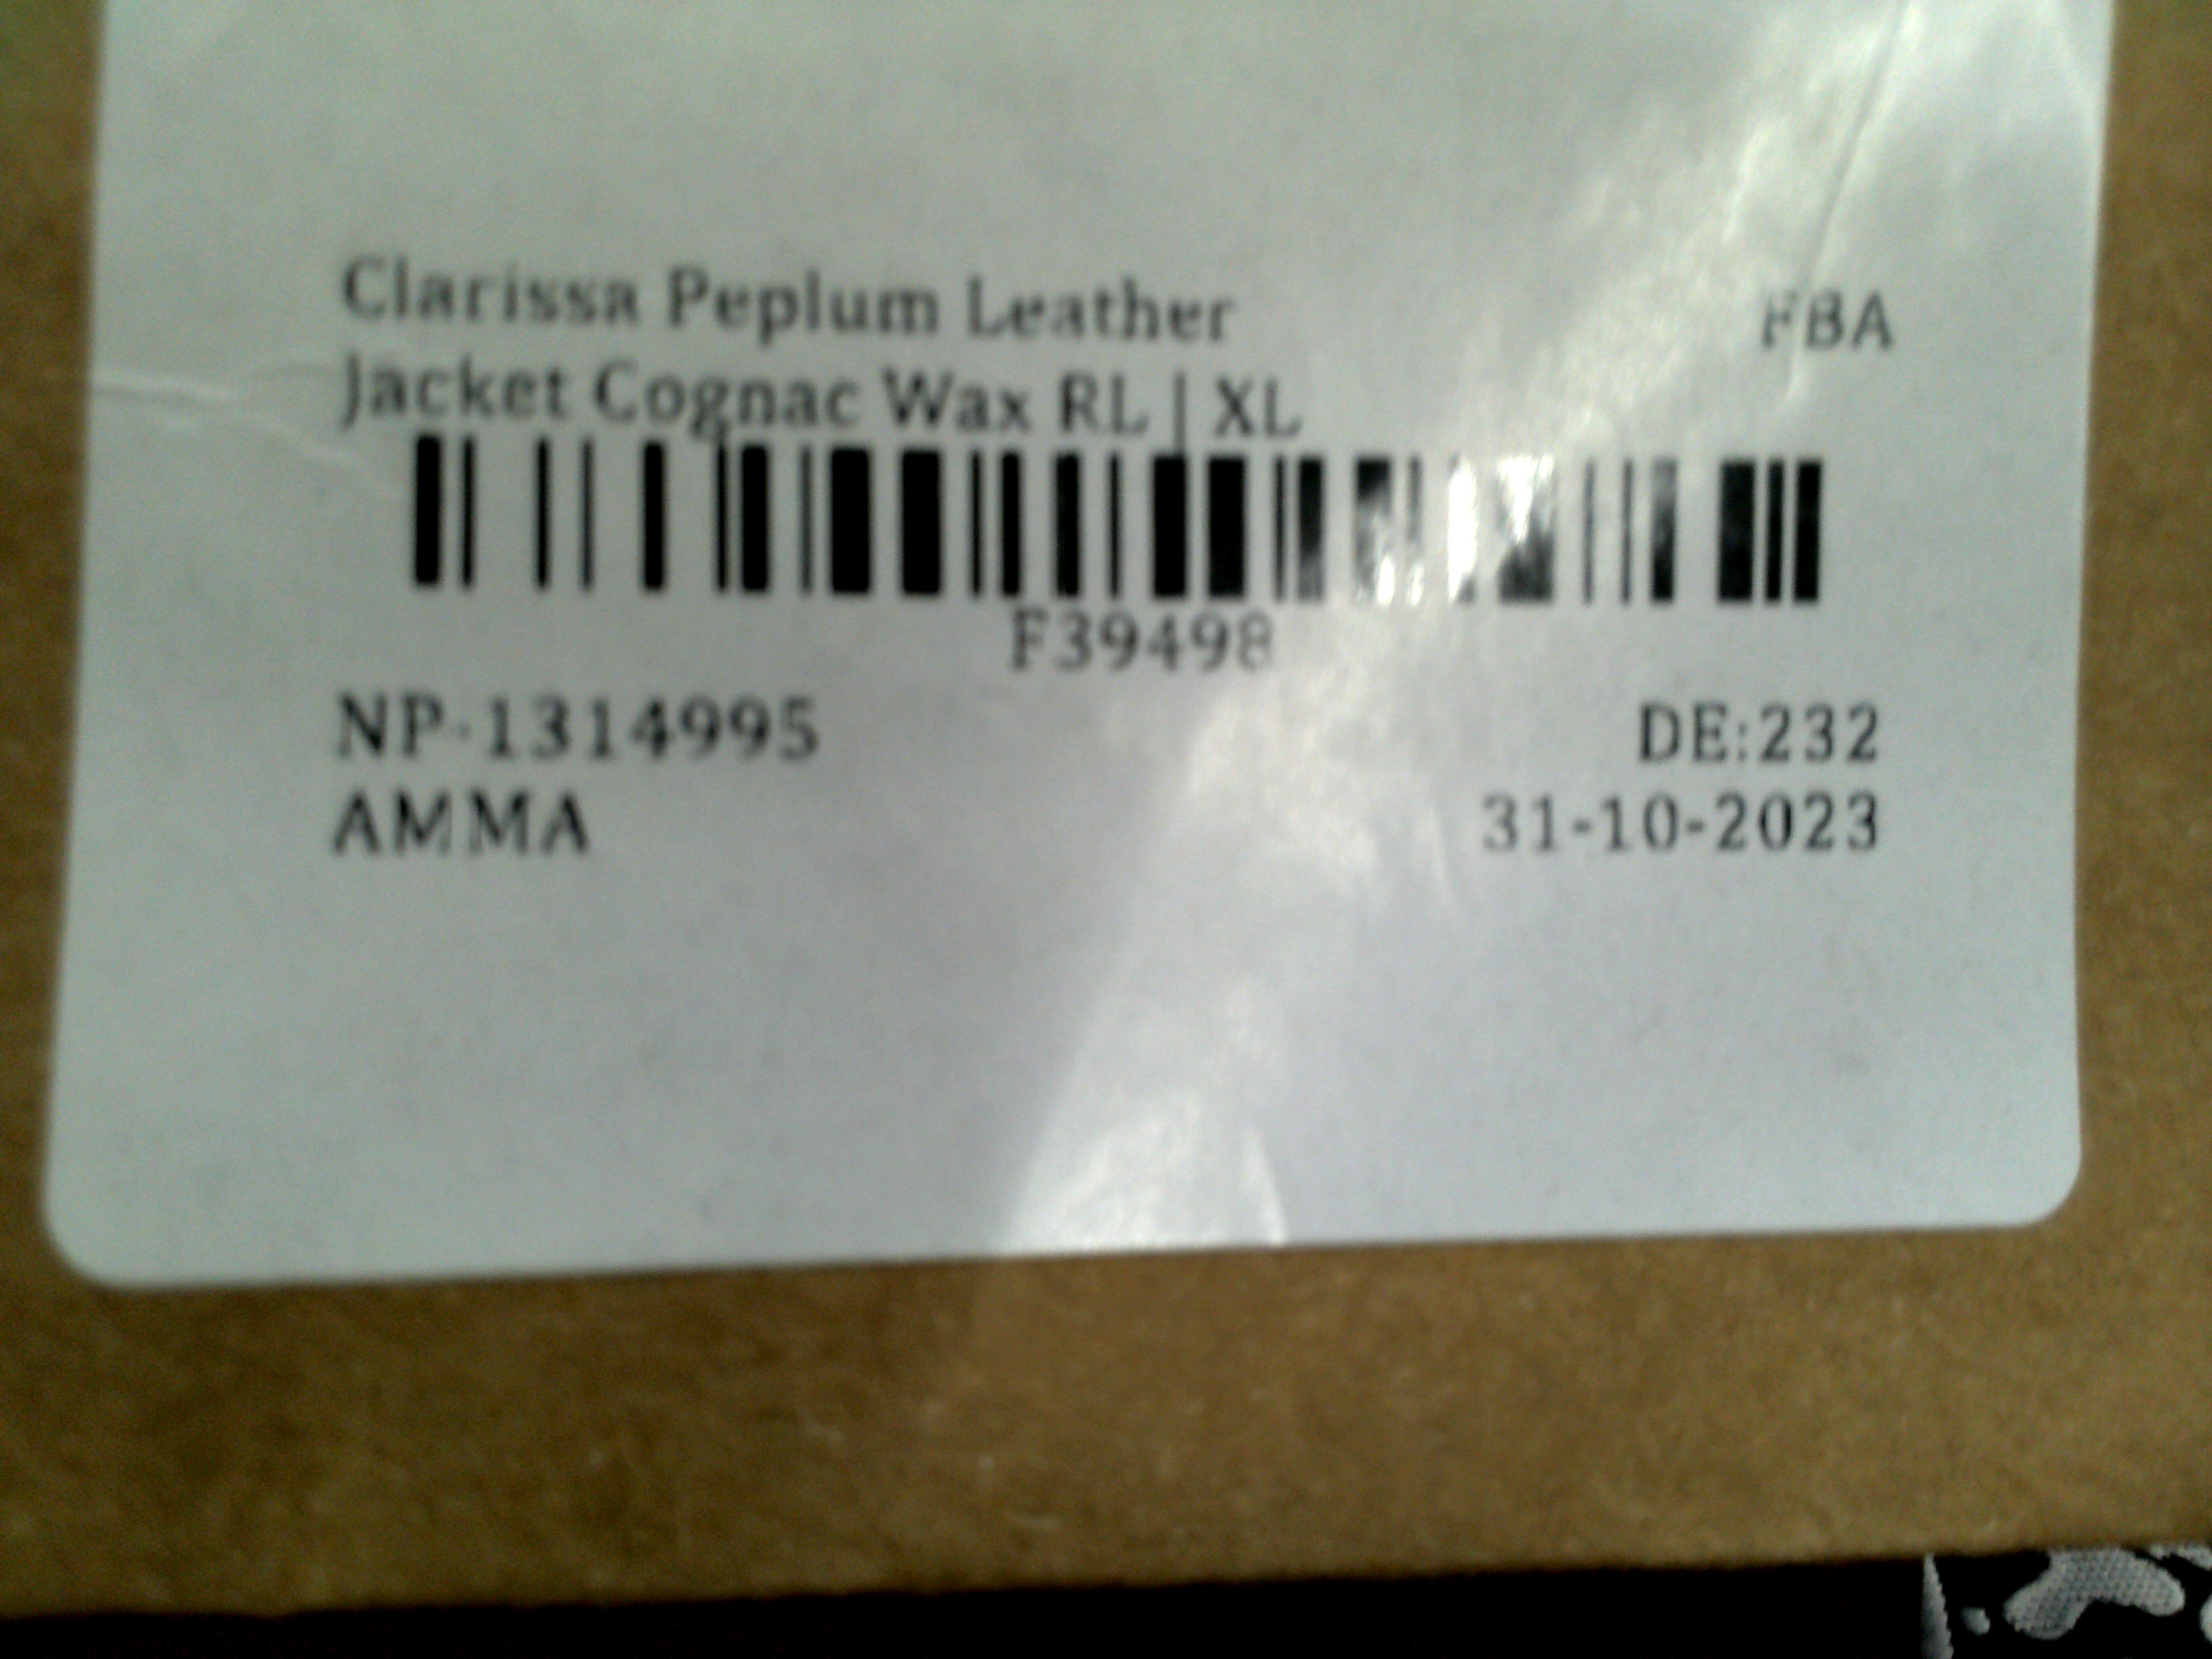 Clarissa Peplum Leather
FBA
Jacket Cognac Wax RL | XL
F39498
NP-1314995
DE:232
AMMA
31-10-2023